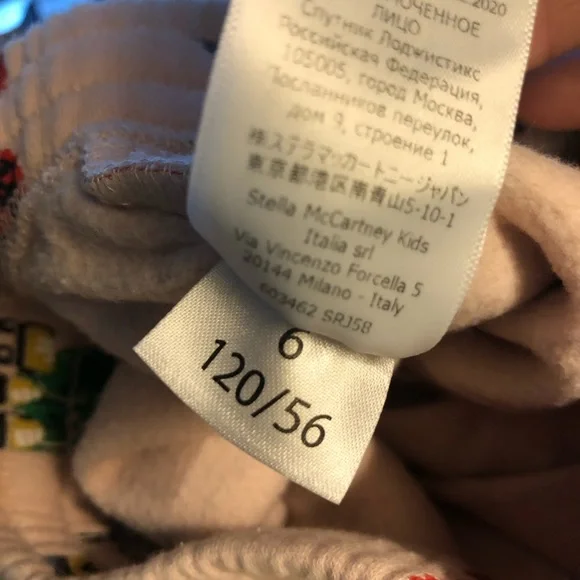 2020
ЛИЦО
Спутник Лоджистикс
Российская Федерация,
105005, город Москва,
Посланников переулок,
дом 9, строение 1
㈱ステラマッカートニージャパン
東京都港区南青山5-10-1
Stella McCartney Kids
Italia srl
Via Vincenzo Forcella 5
20144 Milano - Italy
603462 SRJ5B
6
120/56